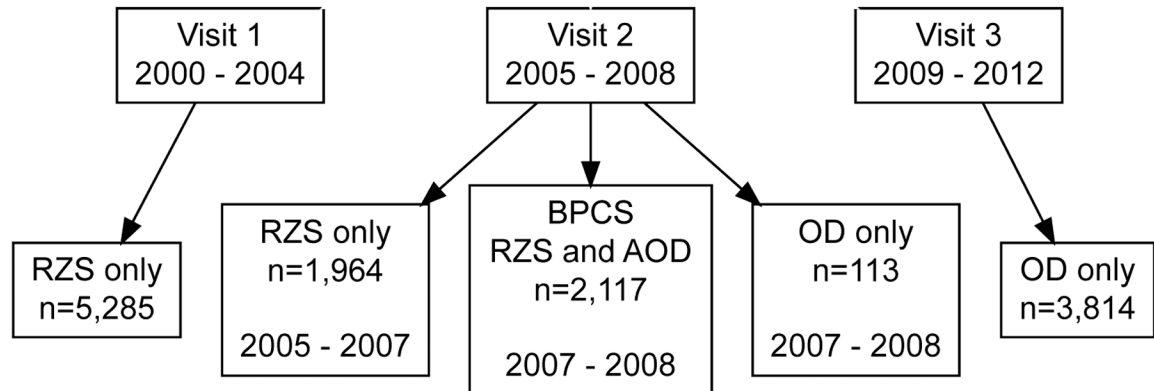 Visit 1
2000 - 2004
Visit 2
2005 - 2008
Visit 3
2009 - 2012
RZS only
n=5,285
RZS only
n=1,964
2005 - 2007
BPCS
RZS and AOD
n=2,117
2007 - 2008
OD only
n=113
2007 - 2008
OD only
n=3,814